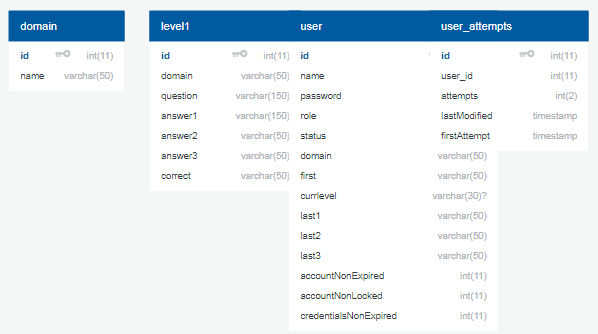 domain
id int(11)
name varchar(50)
level1
id int(11)
domain varchar(50)
question varchar(150)
answer1 varchar(150)
answer2 varchar(50)
answer3 varchar(50)
correct varchar(50)
user
id
name
password
role
status
domain varchar(50)
first varchar(50)
currlevel varchar(30)?
last1 varchar(50)
last2 varchar(50)
last3 varchar(50)
accountNonExpired int(11)
accountNonLocked int(11)
credentialsNonExpired int(11)
user_attempts
id int(11)
user_id int(11)
attempts int(2)
lastModified timestamp
firstAttempt timestamp